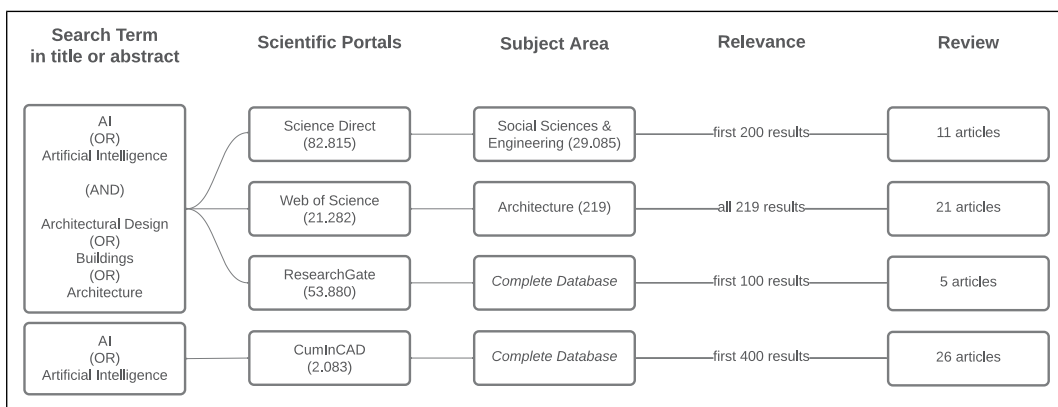 Search Term
in title or abstract
Scientific Portals
Subject Area
Relevance
Review
AI
(OR)
Artificial Intelligence
(AND)
Architectural Design
(OR)
Buildings
(OR)
Architecture
Science Direct
(82.815)
Social Sciences &
Engineering (29.085)
first 200 results
11 articles
Web of Science
(21.282)
Architecture (219)
all 219 results
21 articles
ResearchGate
(53.880)
Complete Database
first 100 results
5 articles
AI
(OR)
Artificial Intelligence
CumInCAD
(2.083)
Complete Database
first 400 results
26 articles